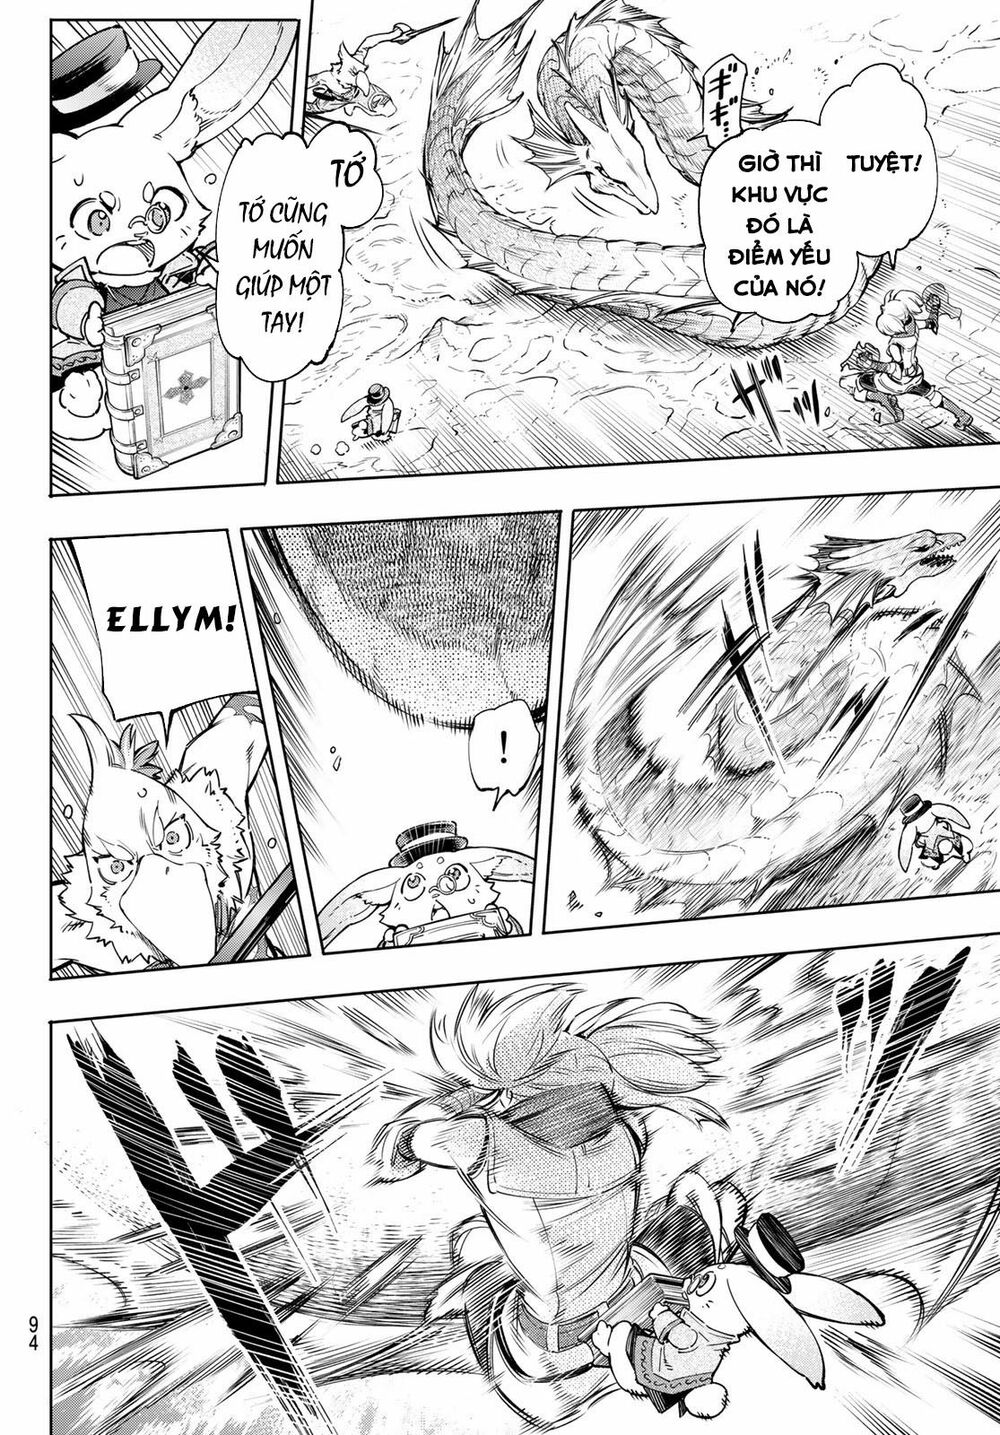 ギギ…
TUYỆT!
GIỜ THÌ
KHU VỰC
ĐÓ LÀ
ĐIỂM YẾU
CỦA NÓ!
TỚ
TỚ CŨNG
MUỐN
GIÚP MỘT
TAY!
!
ELLYM!
94